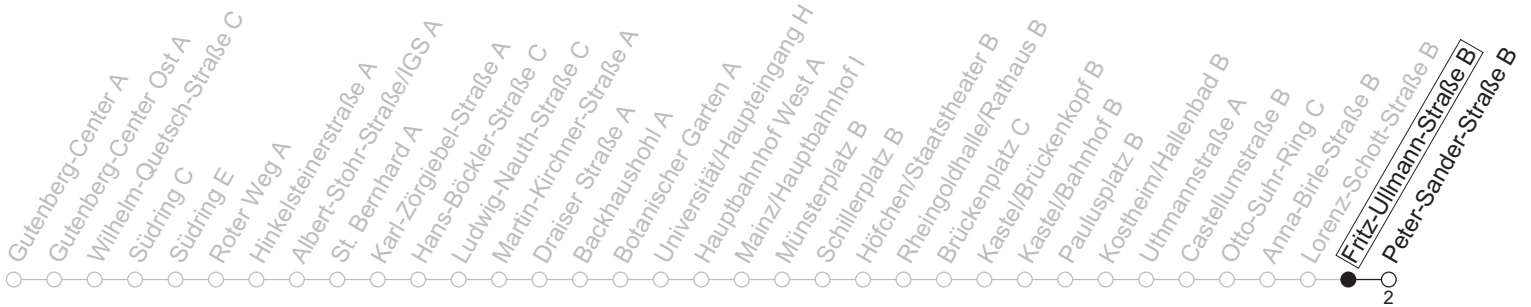 Gutenberg-Center A
Gutenberg-Center Ost A
Wilhelm-Quetsch-Straße C
Südring C
Südring E
Roter Weg A
Hinkelsteinerstraße A
Albert-Stohr-Straße/IGS A
St. Bernhard A
Karl-Zörgiebel-Straße A
Hans-Böckler-Straße C
Ludwig-Nauth-Straße C
Martin-Kirchner-Straße A
Draiser Straße A
Backhaushohl A
Botanischer Garten A
Universität/Haupteingang H
Hauptbahnhof West A
Mainz/Hauptbahnhof I
Münsterplatz B
Schillerplatz B
Höfchen/Staatstheater B
Rheingoldhalle/Rathaus B
Brückenplatz C
Kastel/Brückenkopf B
Kastel/Bahnhof B
Paulusplatz B
Kostheim/Hallenbad B
Uthmannstraße A
Castellumstraße B
Otto-Suhr-Ring C
Anna-Birle-Straße B
Lorenz-Schott-Straße B
Fritz-Ullmann-Straße B
Peter-Sander-Straße B
2